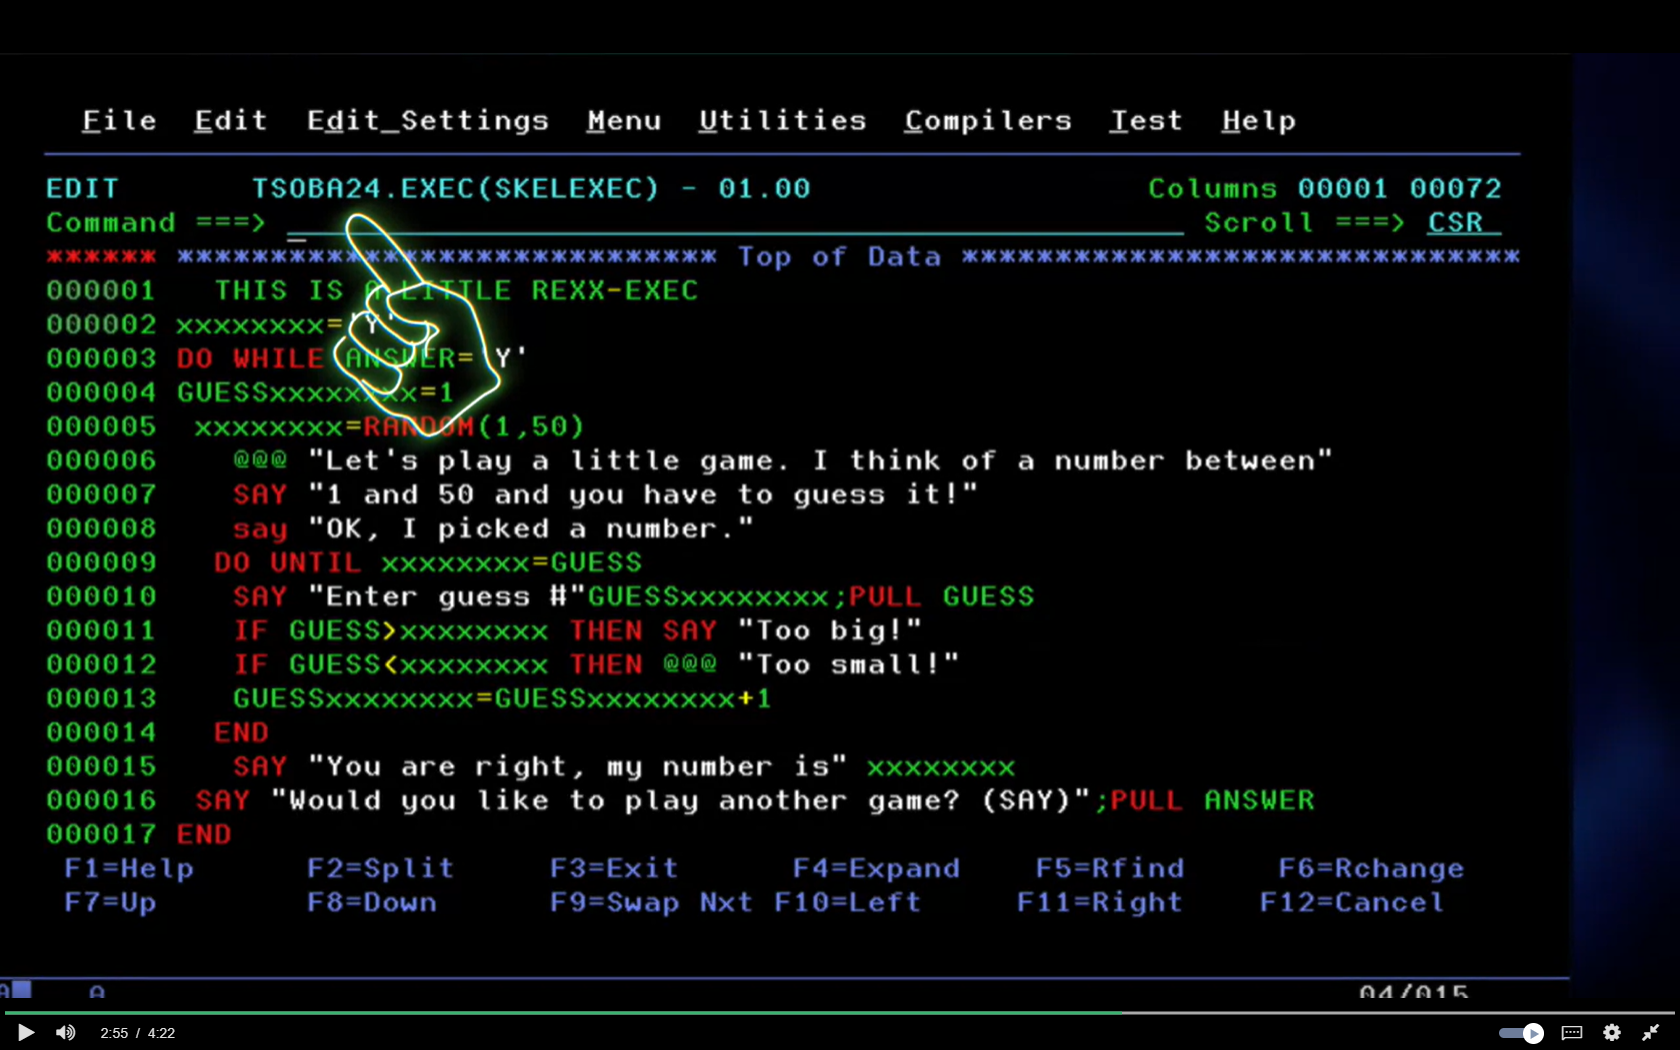 File Edit Edit_Settings Menu Utilities Compilers Test Help
EDIT TSOBA24.EXEC(SKELEXEC) - 01.00 Columns 00001 00072
Command ===> Scroll ===> CSR
****** ***************************** Top of Data ******************************
000001 THIS IS A LITTLE REXX-EXEC
000002 xxxxxxxx='Y'
000003 DO WHILE ANSWER= Y'
000004 GUESSxxxxxxxx=1
000005 xxxxxxxx=RANDOM(1,50)
000006 @@@ "Let's play a little game. I think of a number between"
000007 SAY "1 and 50 and you have to guess it!"
000008 say "OK, I picked a number."
000009 DO UNTIL xxxxxxxx=GUESS
000010 SAY "Enter guess #"GUESSxxxxxxxx;PULL GUESS
000011 IF GUESS>xxxxxxxx THEN SAY "Too big!"
000012 IF GUESS<xxxxxxxx THEN @@@ "Too small!"
000013 GUESSxxxxxxxx=GUESSxxxxxxxx+1
000014 END
000015 SAY "You are right, my number is" xxxxxxxx
000016 SAY "Would you like to play another game? (SAY)";PULL ANSWER
000017 END
F1=Help F2=Split F3=Exit F4=Expand F5=Rfind F6=Rchange
F7=Up F8=Down F9=Swap Nxt F10=Left F11=Right F12=Cancel
A A 04/015
2:55 / 4:22